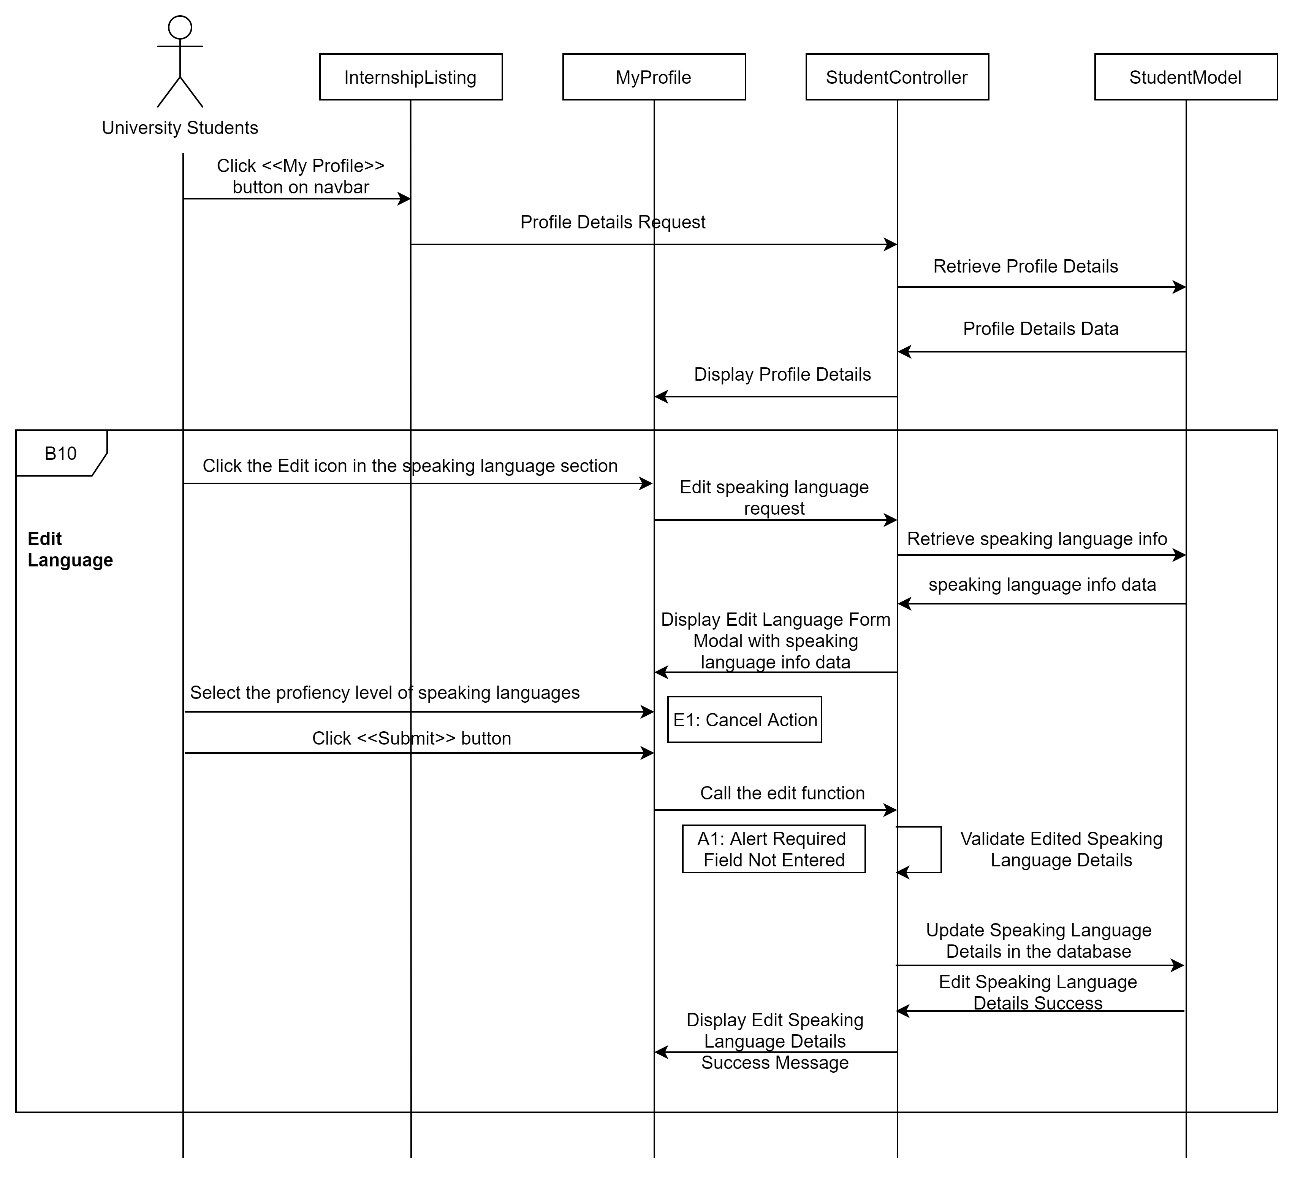 InternshipListing
MyProfile
StudentController
StudentModel
University Students
Click <<My Profile>>
button on navbar
Profile Details Request
Retrieve Profile Details
Profile Details Data
Display Profile Details
B10
Click the Edit icon in the speaking language section
Edit speaking language
request
Edit
Language
Retrieve speaking language info
speaking language info data
Display Edit Language Form
Modal with speaking
language info data
Select the profiency level of speaking languages
E1: Cancel Action
Click <<Submit>> button
Call the edit function
A1: Alert Required
Field Not Entered
Validate Edited Speaking
Language Details
Update Speaking Language
Details in the database
Edit Speaking Language
Details Success
Display Edit Speaking
Language Details
Success Message